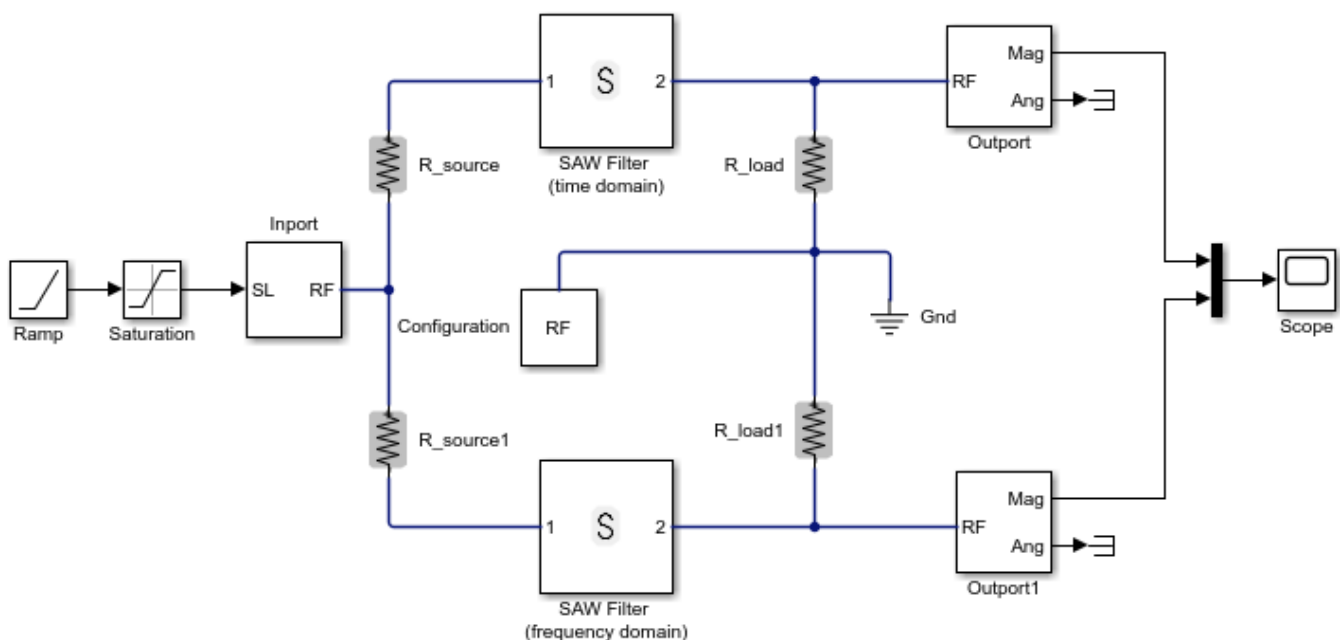 Mag
1
S
2
RF
Ang
Outport
R_source
SAW Filter
(time domain)
R_load
Inport
SL
RF
Ramp
Saturation
Configuration
RF
Gnd
Scope
R_source1
R_load1
1
S
2
Mag
RF
Ang
Outport1
SAW Filter
(frequency domain)